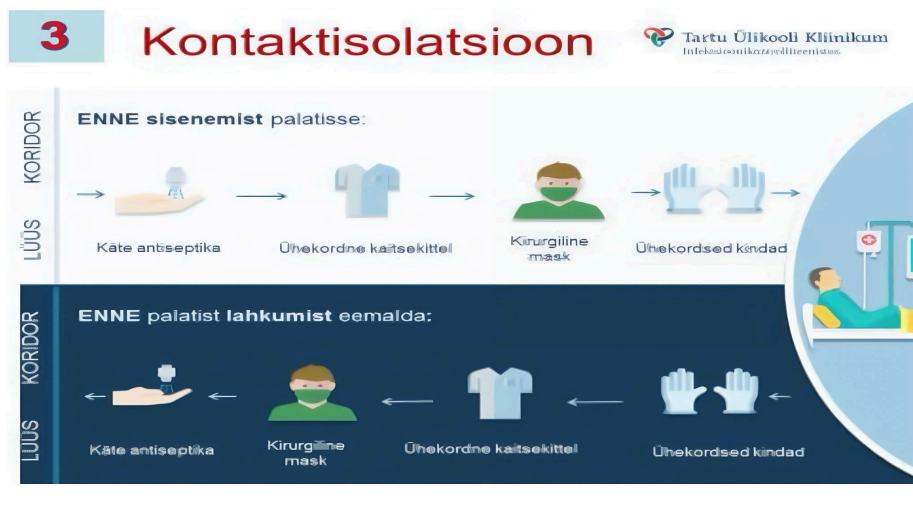 3
Kontaktisolatsioon
Tartu Ülikooli Kliinikum
Infektsioonikontrolliteenistus
KORIDOR
LÜÜS
ENNE sisenemist palatisse:
Käte antiseptika
Ühekordne kaitsekittel
Kirurgiline
mask
Ühekordsed kindad
KORIDOR
LÜÜS
ENNE palatist lahkumist eemalda:
Käte antiseptika
Kirurgiline
mask
Ühekordne kaitsekittel
Ühekordsed kindad